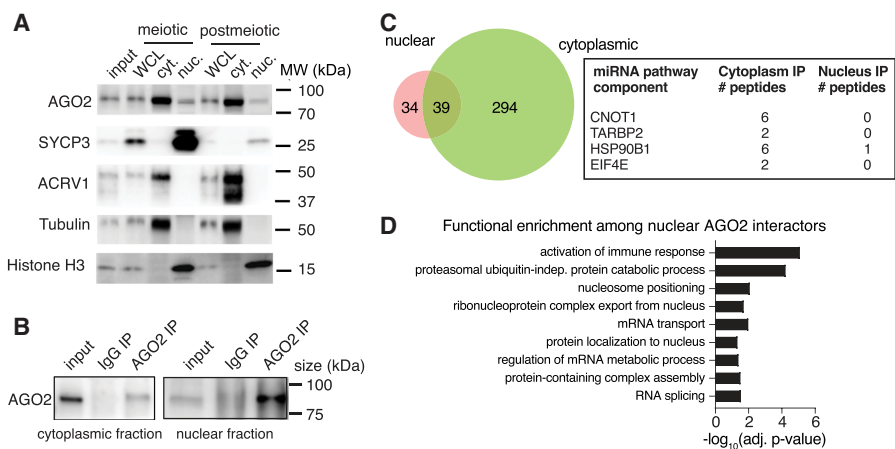 A
meiotic postmeiotic
input WCL cyt. nuc. WCL cyt. nuc. MW (kDa)
AGO2
100
70
SYCP3
50
ACRV1
37
Tubulin
50
Histone H3
15
B
input IgG IP AGO2 IP input IgG IP AGO2 IP size (kDa)
AGO2
100
75
cytoplasmic fraction nuclear fraction
C
nuclear
cytoplasmic
34 39 294
miRNA pathway component Cytoplasm IP # peptides Nucleus IP # peptides
CNOT1 6 0
TARBP2 2 0
HSP90B1 6 1
EIF4E 2 0
D
Functional enrichment among nuclear AGO2 interactors
activation of immune response
proteasomal ubiquitin-indep. protein catabolic process
nucleosome positioning
ribonucleoprotein complex export from nucleus
mRNA transport
protein localization to nucleus
regulation of mRNA metabolic process
protein-containing complex assembly
RNA splicing
0 2 4 6
-log10(adj. p-value)